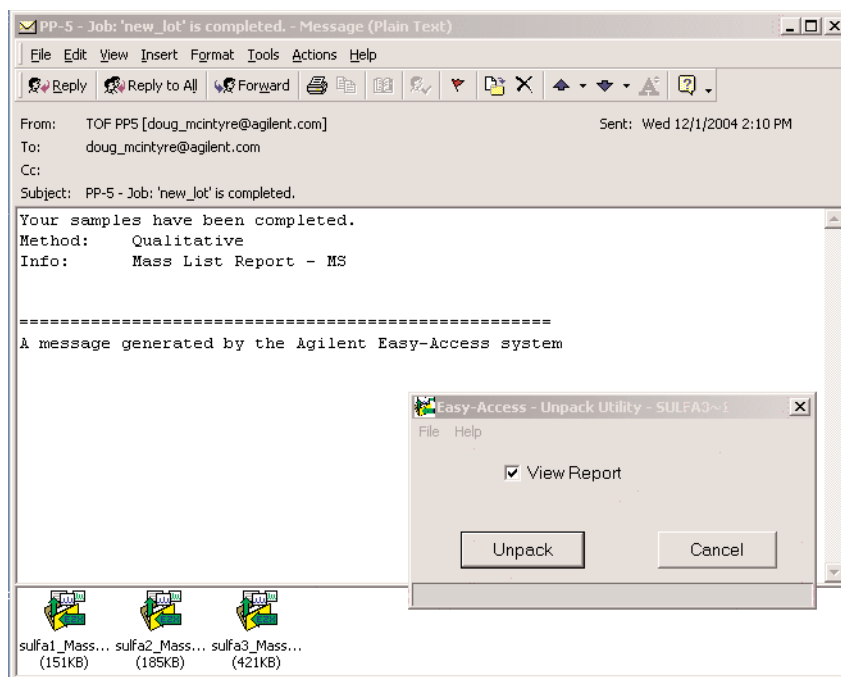 PP-5 - Job: 'new_lot' is completed. - Message (Plain Text)
File Edit View Insert Format Tools Actions Help
Reply Reply to All Forward
From: TOF PP5 [doug_mcintyre@agilent.com] Sent: Wed 12/1/2004 2:10 PM
To: doug_mcintyre@agilent.com
Cc:
Subject: PP-5 - Job: 'new_lot' is completed.
Your samples have been completed.
Method: Qualitative
Info: Mass List Report - MS
====================================================
A message generated by the Agilent Easy-Access system
Easy-Access - Unpack Utility - SULFA3~
File Help
View Report
Unpack Cancel
sulfa1_Mass... sulfa2_Mass... sulfa3_Mass...
(151KB) (185KB) (421KB)